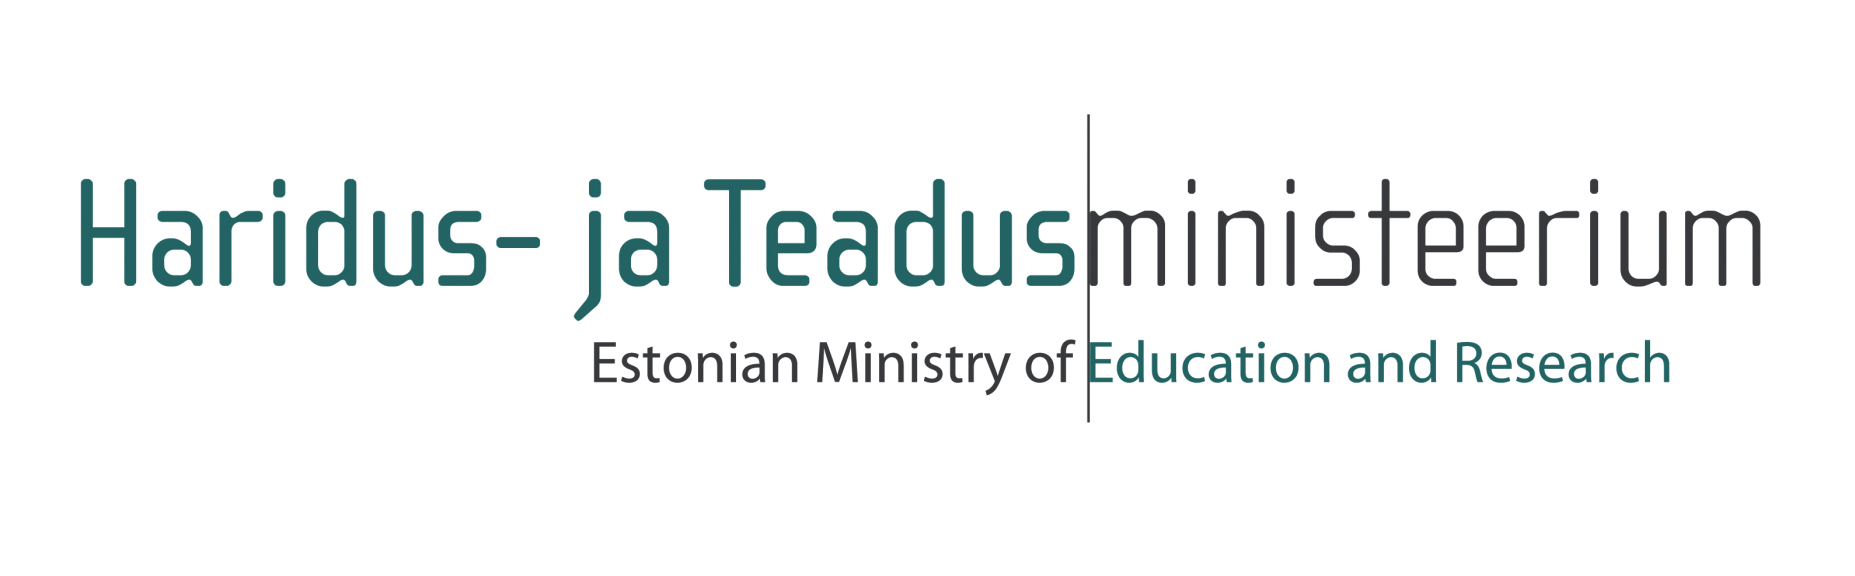 Haridus- ja Teadusministeerium
Estonian Ministry of Education and Research